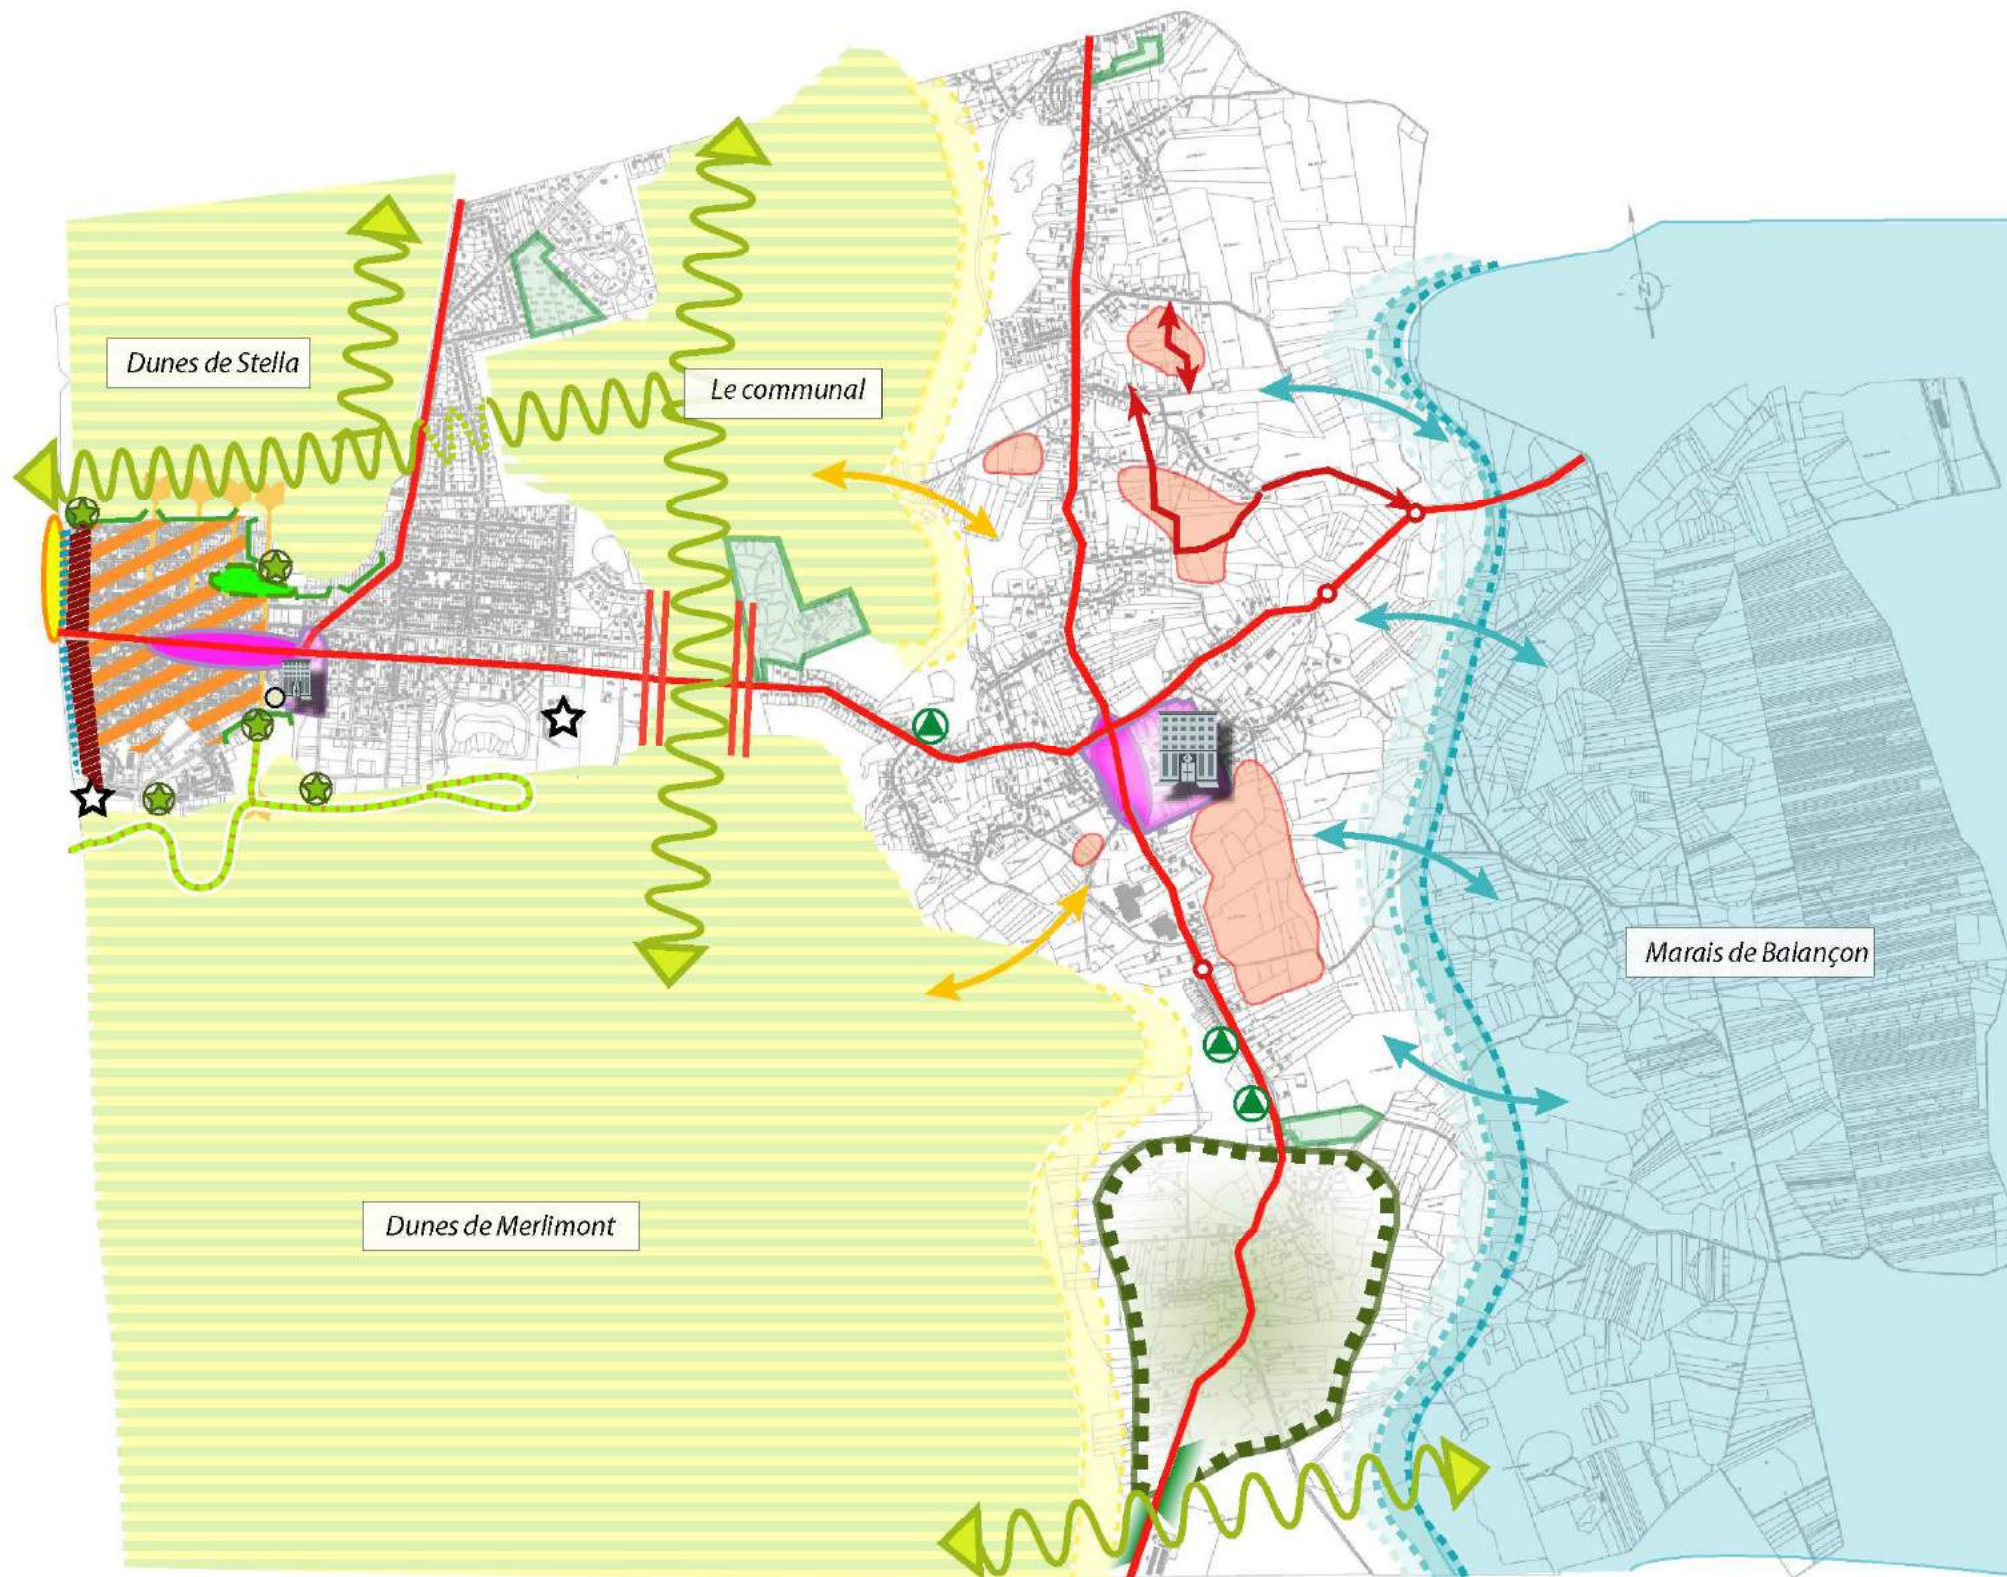 Dunes de Stella
Le communal
N
Marais de Balançon
Dunes de Merlimont